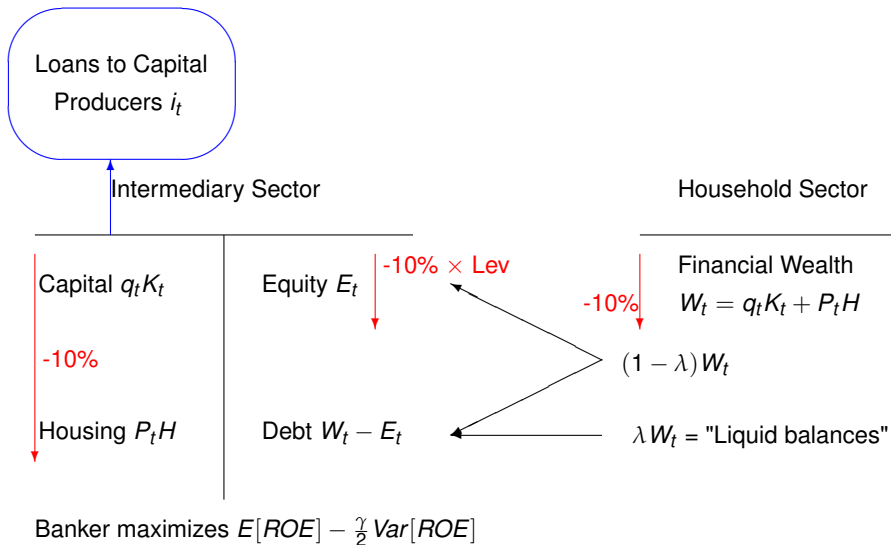 Loans to Capital
Producers i_t
Intermediary Sector
Household Sector
Capital q_tK_t
Equity E_t
-10% × Lev
-10%
Financial Wealth
W_t = q_tK_t + P_tH
-10%
(1 − λ)W_t
Housing P_tH
Debt W_t − E_t
λW_t = "Liquid balances"
Banker maximizes E[ROE] − \frac{γ}{2} Var[ROE]